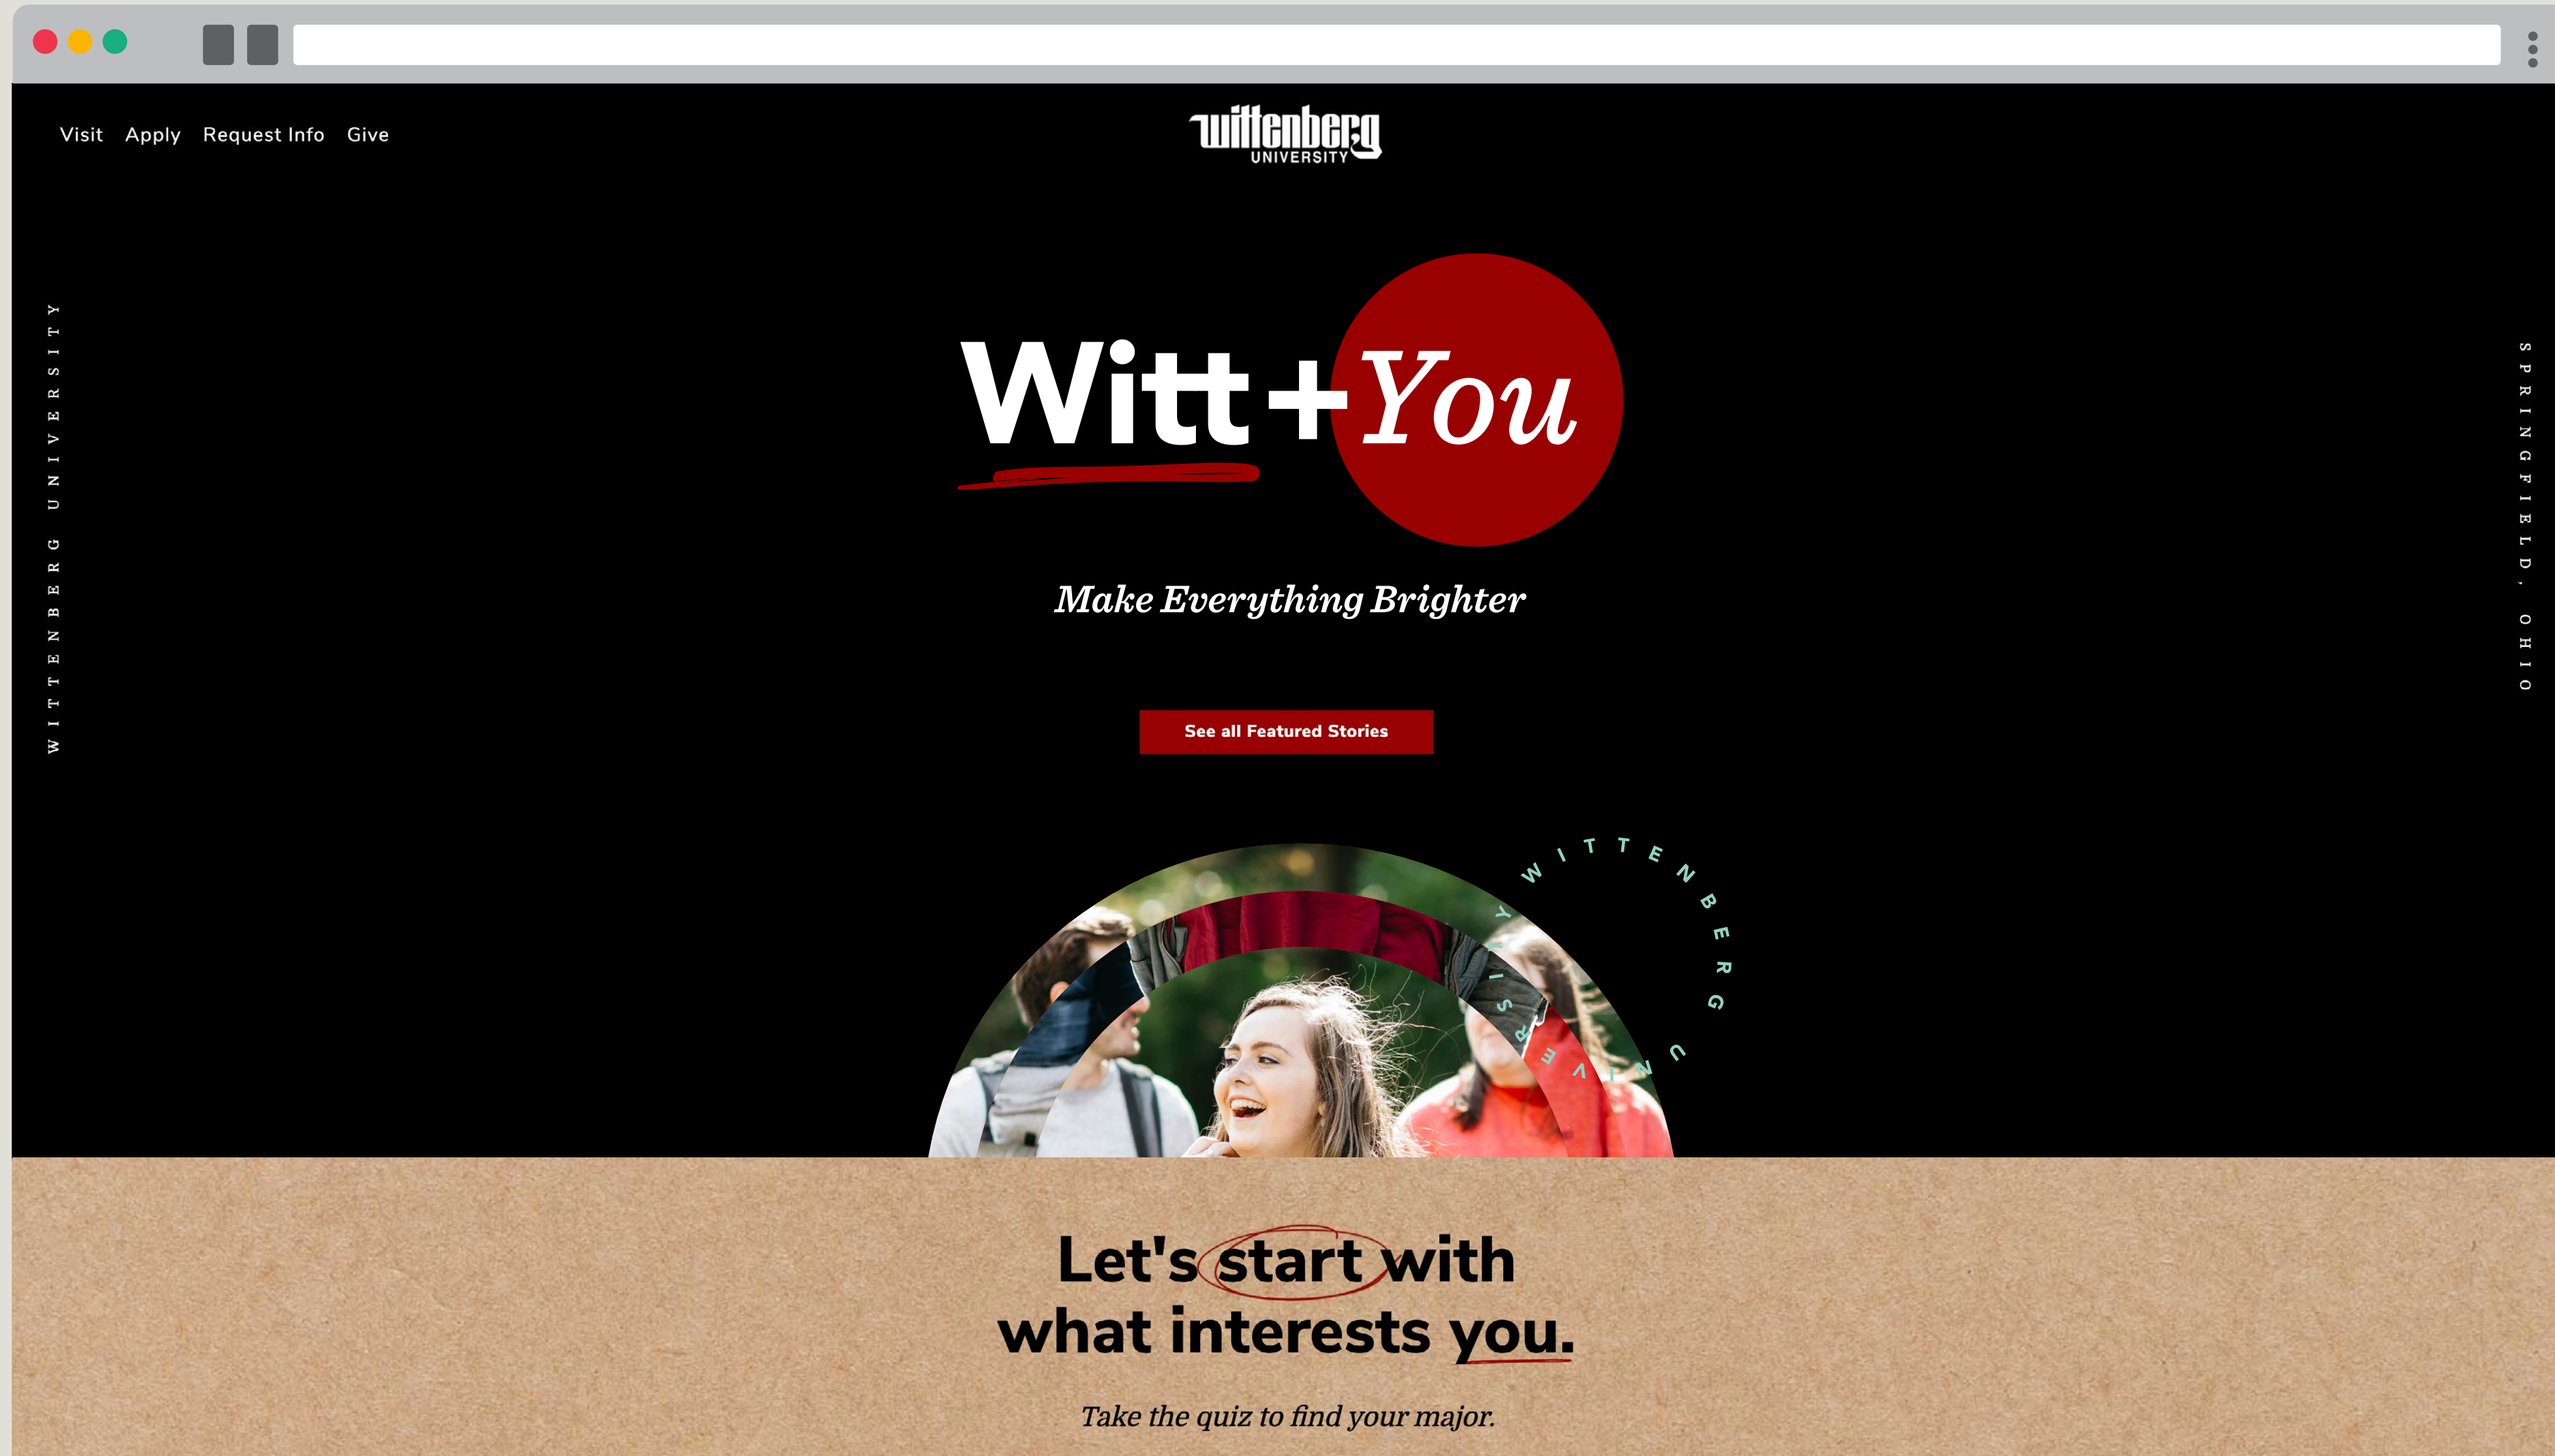 Visit Apply Request Info Give
wittenberg
UNIVERSITY
WITTENBERG UNIVERSITY
SPRINGFIELD, OHIO
Witt + You
Make Everything Brighter
See all Featured Stories
WITTENBERG UNIVERSITY
Let's start with
what interests you.
Take the quiz to find your major.